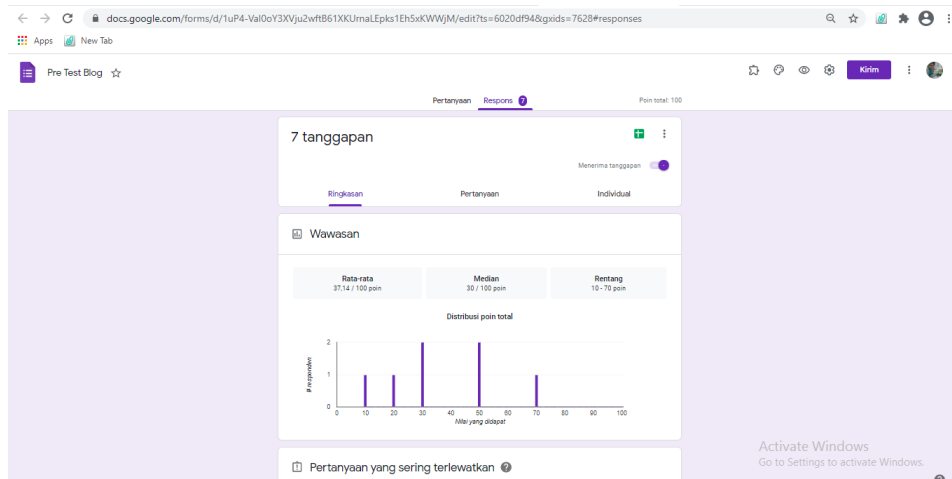 docs.google.com/forms/d/1uP4-Val0oY3XVju2wftB61XKUrnaLEpks1Eh5xKWWjM/edit?ts=6020df94&gxids=7628#responses
Apps New Tab
Pre Test Blog Kirim
Pertanyaan Respons 7 Poin total: 100
7 tanggapan
Menerima tanggapan
Ringkasan Pertanyaan Individual
Wawasan
Rata-rata Median Rentang
37,14 / 100 poin 30 / 100 poin 10 - 70 poin
Distribusi poin total
# responden
2
1
0
0 10 20 30 40 50 60 70 80 90 100
Nilai yang didapat
Activate Windows
Go to Settings to activate Windows.
Pertanyaan yang sering terlewatkan